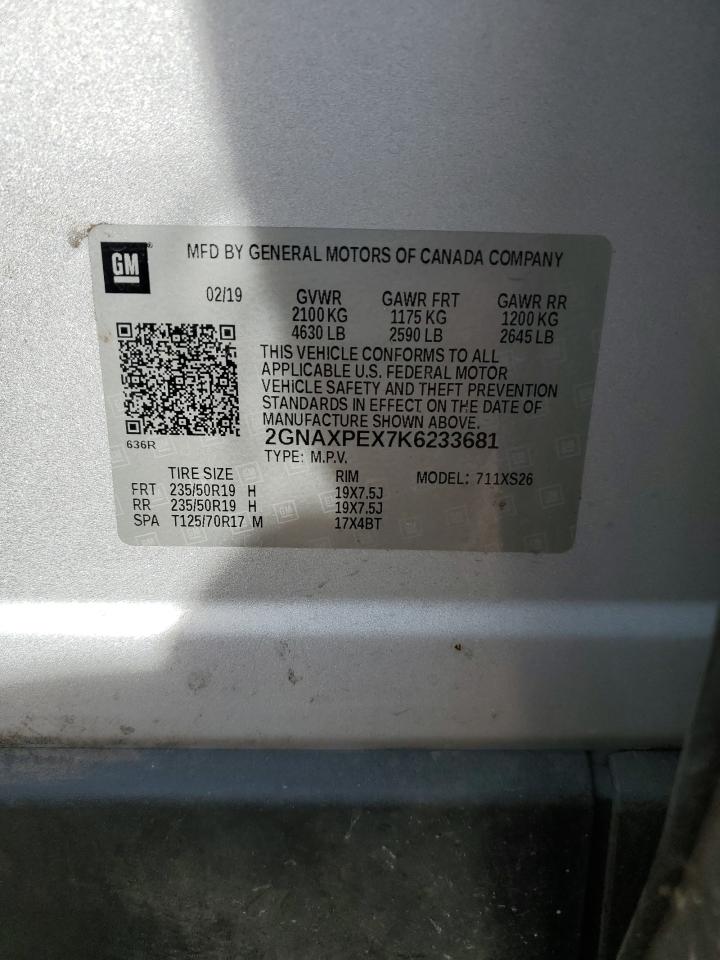 GM
MFD BY GENERAL MOTORS OF CANADA COMPANY
02/19 GVWR GAWR FRT GAWR RR
2100 KG 1175 KG 1200 KG
4630 LB 2590 LB 2645 LB
THIS VEHICLE CONFORMS TO ALL
APPLICABLE U.S. FEDERAL MOTOR
VEHICLE SAFETY AND THEFT PREVENTION
STANDARDS IN EFFECT ON THE DATE OF
MANUFACTURE SHOWN ABOVE.
636R 2GNAXPEX7K6233681
TYPE: M.P.V.
TIRE SIZE RIM MODEL: 711XS26
FRT 235/50R19 H 19X7.5J
RR 235/50R19 H 19X7.5J
SPA T125/70R17 M 17X4BT